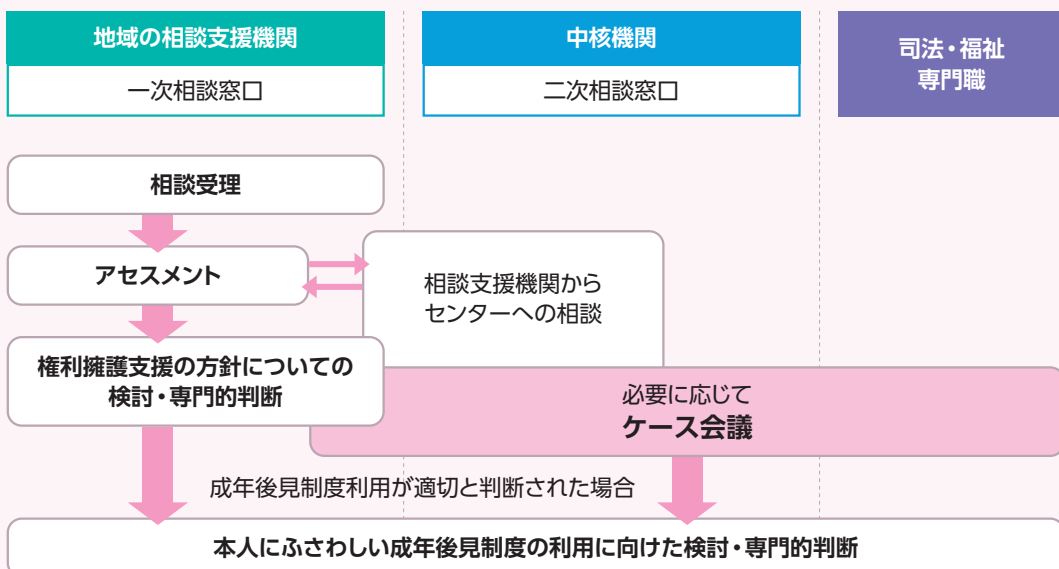 地域の相談支援機関
一次相談窓口
中核機関
二次相談窓口
司法・福祉
専門職
相談受理
アセスメント
相談支援機関から
センターへの相談
権利擁護支援の方針についての
検討・専門的判断
必要に応じて
ケース会議
成年後見制度利用が適切と判断された場合
本人にふさわしい成年後見制度の利用に向けた検討・専門的判断